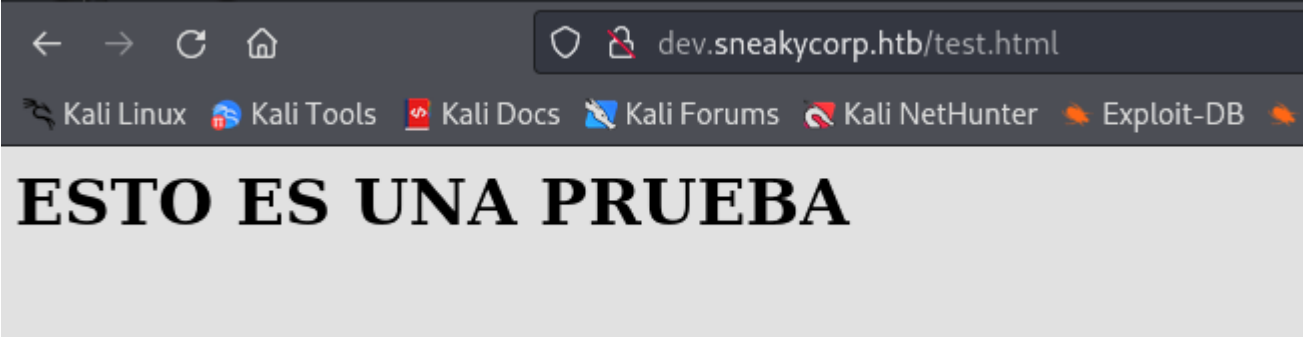 dev.sneakycorp.htb/test.html
Kali Linux Kali Tools Kali Docs Kali Forums Kali NetHunter Exploit-DB
ESTO ES UNA PRUEBA